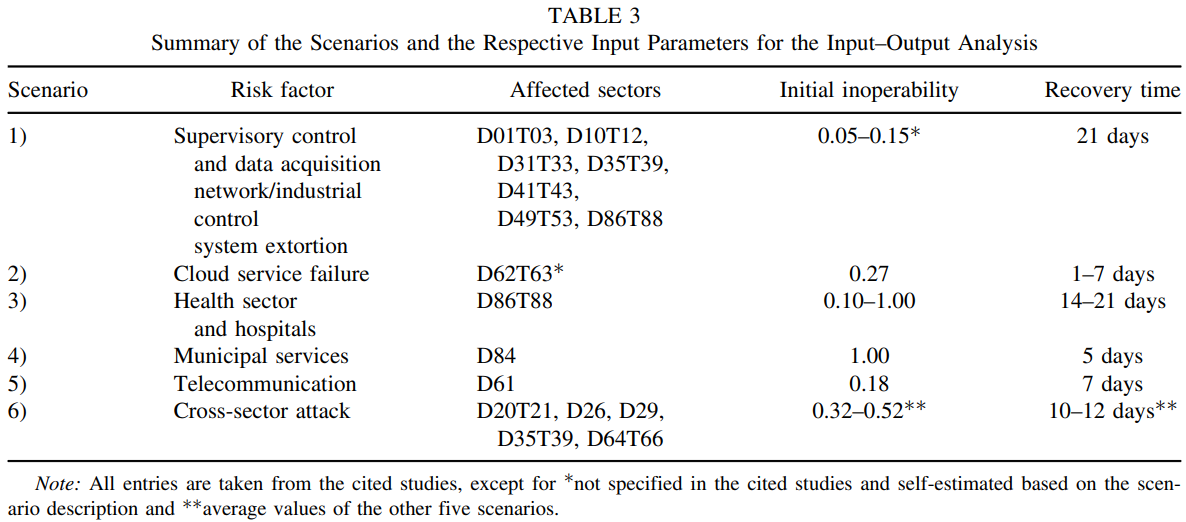 TABLE 3
Summary of the Scenarios and the Respective Input Parameters for the Input–Output Analysis
Scenario Risk factor Affected sectors Initial inoperability Recovery time
1) Supervisory control D01T03, D10T12, 0.05–0.15* 21 days
and data acquisition D31T33, D35T39,
network/industrial D41T43,
control D49T53, D86T88
system extortion
2) Cloud service failure D62T63* 0.27 1–7 days
3) Health sector D86T88 0.10–1.00 14–21 days
and hospitals
4) Municipal services D84 1.00 5 days
5) Telecommunication D61 0.18 7 days
6) Cross-sector attack D20T21, D26, D29, 0.32–0.52** 10–12 days**
D35T39, D64T66
Note: All entries are taken from the cited studies, except for *not specified in the cited studies and self-estimated based on the scen-
ario description and **average values of the other five scenarios.